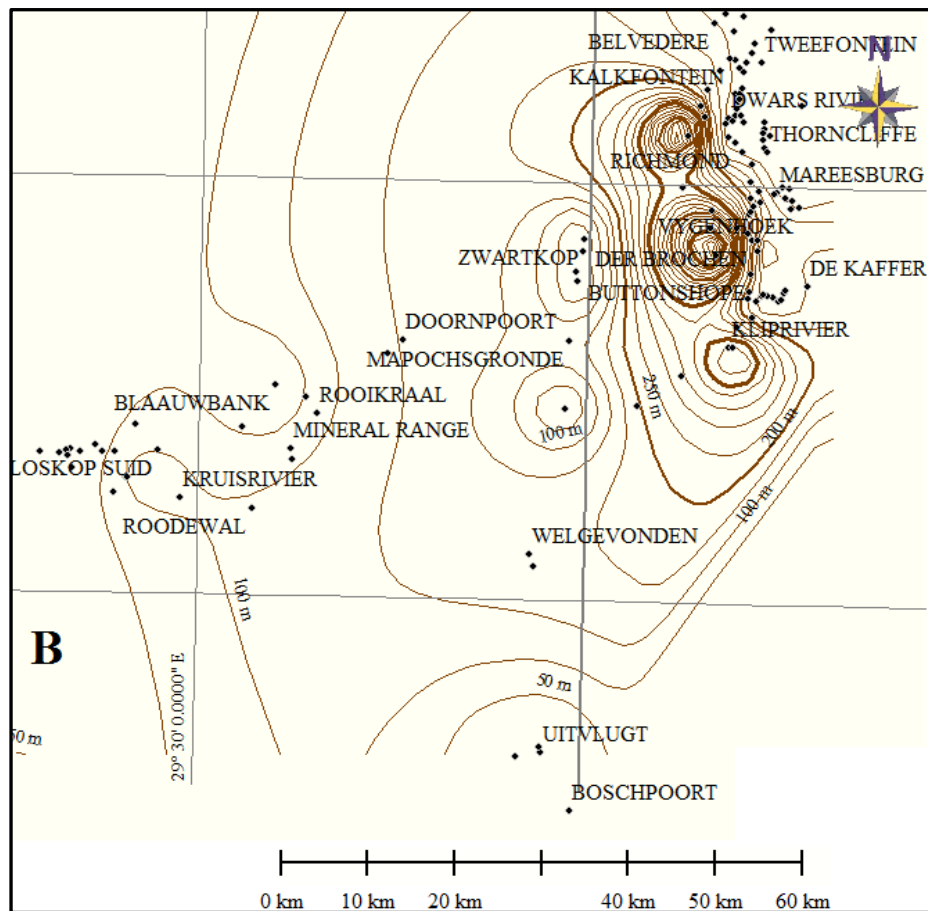 BELVEDERE
TWEEFONTEIN
N
KALKFONTEIN
DWARS RIVIE
THORNCLIFFE
RICHMOND
MAREESBURG
VYGENHOEK
ZWARTKOP
DER BROCHEN
DE KAFFER
BUTTONSHOPE
DOORNPOORT
KLIPRIVIER
MAPOCHSGRONDE
250 m
ROOIKRAAL
BLAAUWBANK
MINERAL RANGE
100 m
200 m
LOSKOP SUID
KRUISRIVIER
100 m
ROODEWAL
WELGEVONDEN
100 m
B
29° 30' 0.0000" E
50 m
50 m
UITVLUGT
BOSCHPOORT
0 km 10 km 20 km 40 km 50 km 60 km